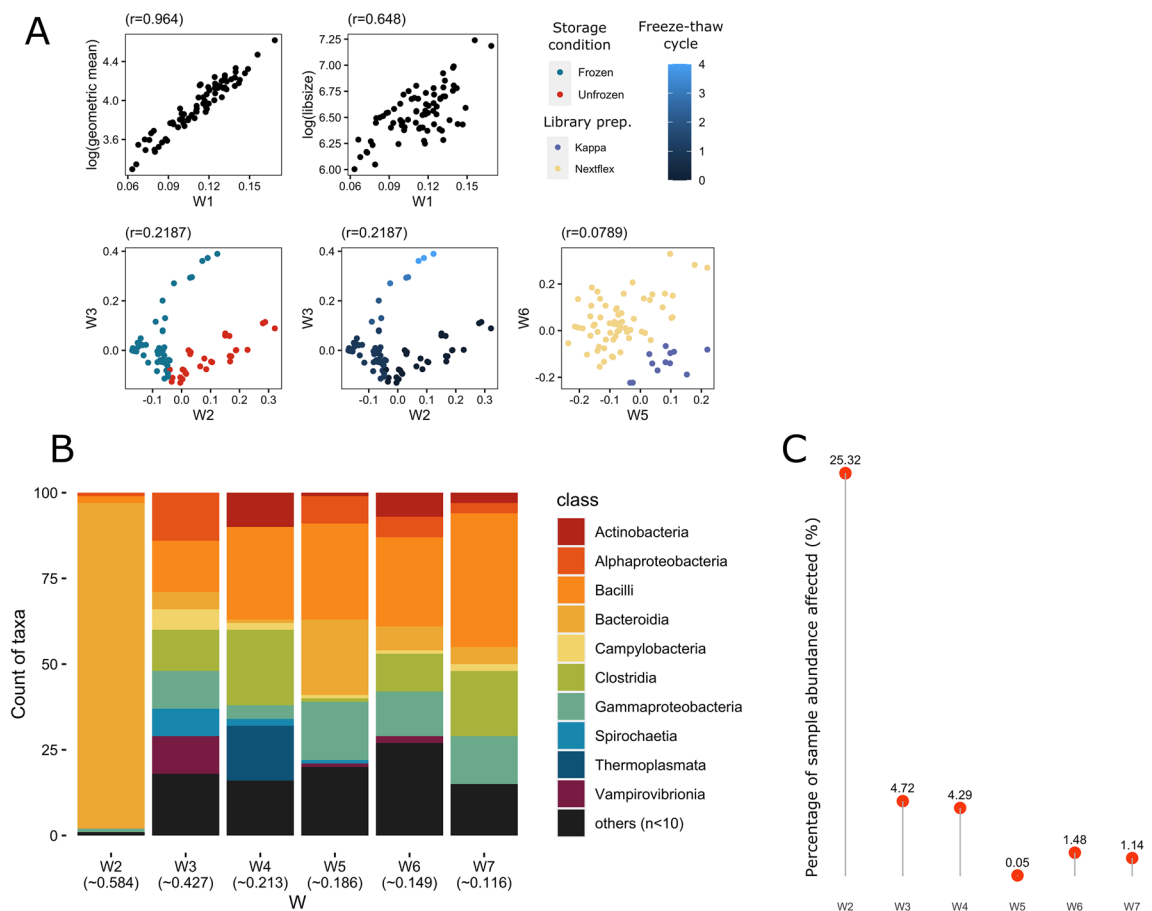 A
(r=0.964)
log(geometric mean)
4.4
4.0
3.6
0.06 0.09 0.12 0.15
W1
(r=0.648)
log(libsize)
7.25
7.00
6.75
6.50
6.25
6.00
0.06 0.09 0.12 0.15
W1
Storage
condition
Frozen
Unfrozen
Library prep.
Kappa
Nextflex
Freeze-thaw
cycle
4
3
2
1
0
(r=0.2187)
W3
0.4
0.2
0.0
-0.1 0.0 0.1 0.2 0.3
W2
(r=0.2187)
W3
0.4
0.2
0.0
-0.1 0.0 0.1 0.2 0.3
W2
(r=0.0789)
W6
0.2
0.0
-0.2
-0.2 -0.1 0.0 0.1 0.2
W5
B
Count of taxa
100
75
50
25
0
W2 W3 W4 W5 W6 W7
(~0.584) (~0.427) (~0.213) (~0.186) (~0.149) (~0.116)
W
class
Actinobacteria
Alphaproteobacteria
Bacilli
Bacteroidia
Campylobacteria
Clostridia
Gammaproteobacteria
Spirochaetia
Thermoplasmata
Vampirovibrionia
others (n<10)
C
Percentage of sample abundance affected (%)
25.32
4.72
4.29
0.05
1.48
1.14
W2 W3 W4 W5 W6 W7